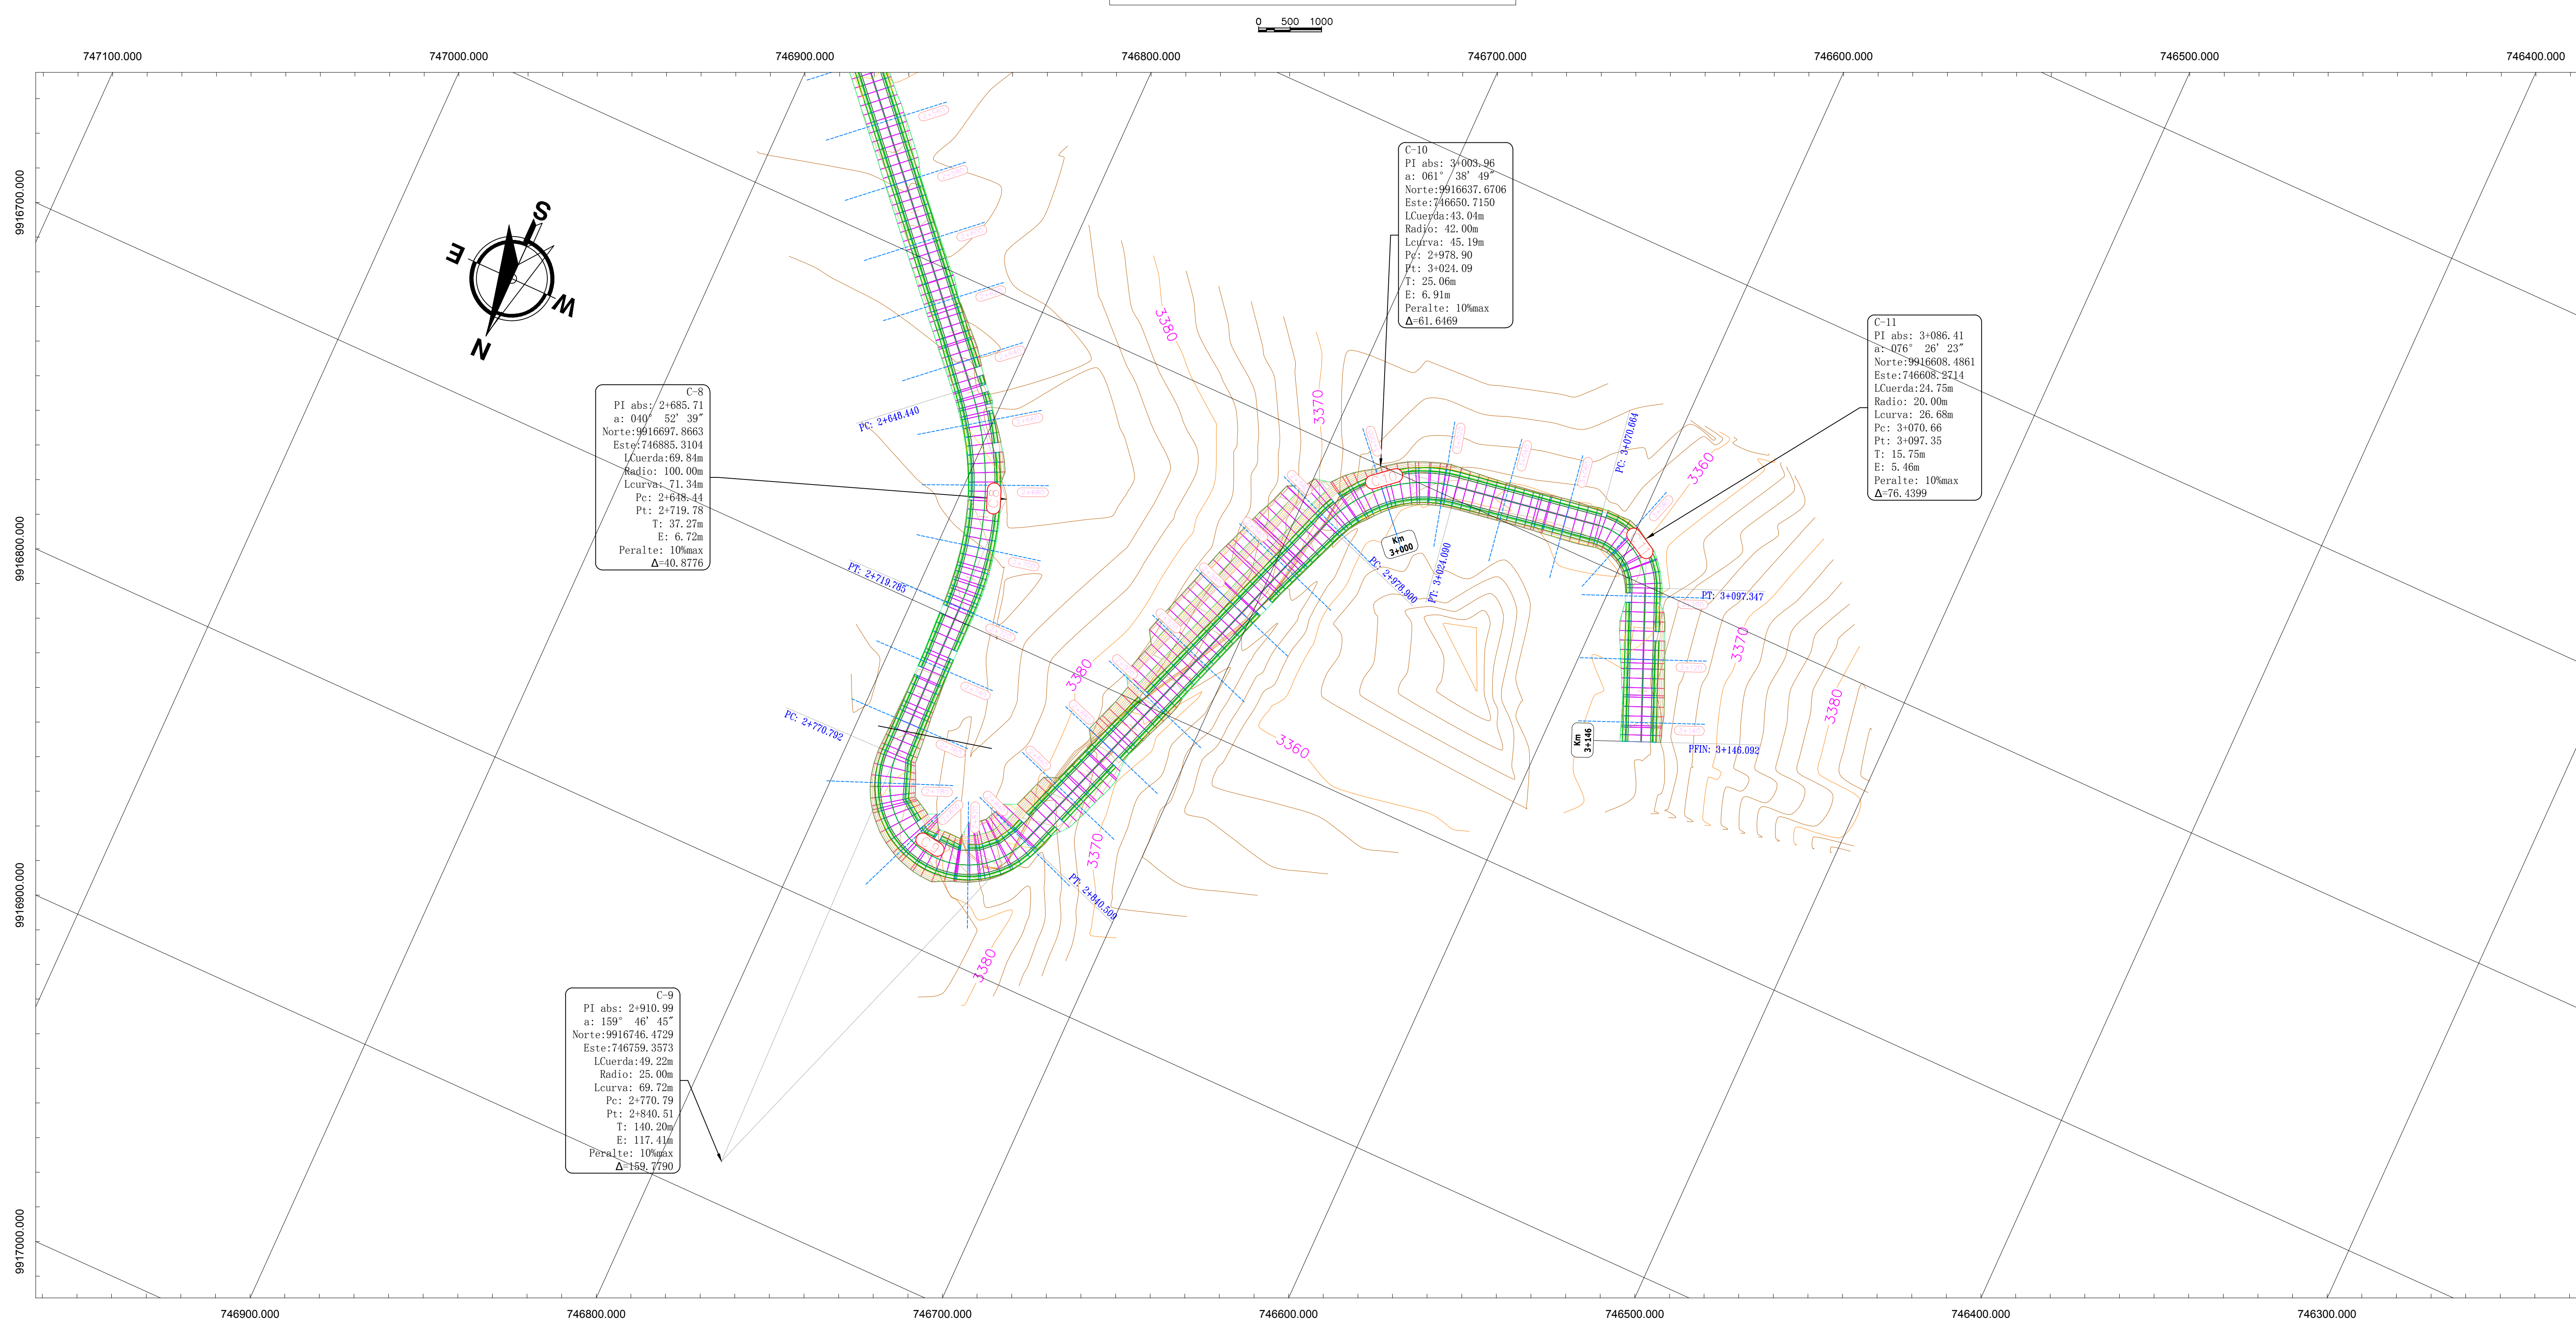 0 500 1000
747100.000
747000.000
746900.000
746800.000
746700.000
746600.000
746500.000
746400.000
9916700.000
9916800.000
9916900.000
9917000.000
S
E
W
N
C-10
PI abs: 3+003.96
a: 061° 38' 49"
Norte:9916637.6706
Este:746650.7150
LCuerda:43.04m
Radio: 42.00m
Lcurva: 45.19m
Pc: 2+978.90
Pt: 3+024.09
T: 25.06m
E: 6.91m
Peralte: 10%max
Δ=61.6469
C-11
PI abs: 3+086.41
a: 076° 26' 23"
Norte:9916608.4861
Este:746608.2714
LCuerda:24.75m
Radio: 20.00m
Lcurva: 26.68m
Pc: 3+070.66
Pt: 3+097.35
T: 15.75m
E: 5.46m
Peralte: 10%max
Δ=76.4399
C-8
PI abs: 2+685.71
a: 040° 52' 39"
Norte:9916697.8663
Este:746885.3104
LCuerda:69.84m
Radio: 100.00m
Lcurva: 71.34m
Pc: 2+648.44
Pt: 2+719.78
T: 37.27m
E: 6.72m
Peralte: 10%max
Δ=40.8776
C-9
PI abs: 2+910.99
a: 159° 46' 45"
Norte:9916746.4729
Este:746759.3573
LCuerda:49.22m
Radio: 25.00m
Lcurva: 69.72m
Pc: 2+770.79
Pt: 2+840.51
T: 140.20m
E: 117.41m
Peralte: 10%max
Δ=159.7790
PC: 2+648.440
PT: 2+719.785
PC: 2+770.792
PT: 2+840.509
PC: 2+978.900
PT: 3+024.090
PC: 3+070.664
PT: 3+097.347
PFIN: 3+146.092
Km
3+000
Km
3+146
3380
3370
3360
3380
3360
3370
3380
3370
3380
746900.000
746800.000
746700.000
746600.000
746500.000
746400.000
746300.000